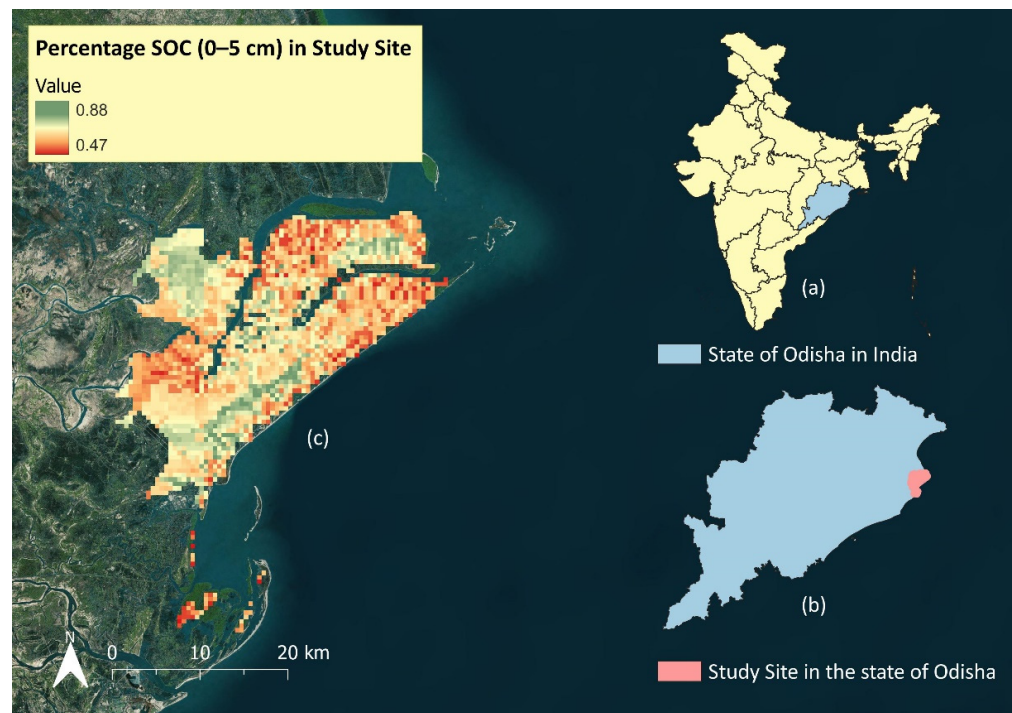 Percentage SOC (0–5 cm) in Study Site
Value
0.88
0.47
(a)
State of Odisha in India
(c)
(b)
N
0 10 20 km
Study Site in the state of Odisha